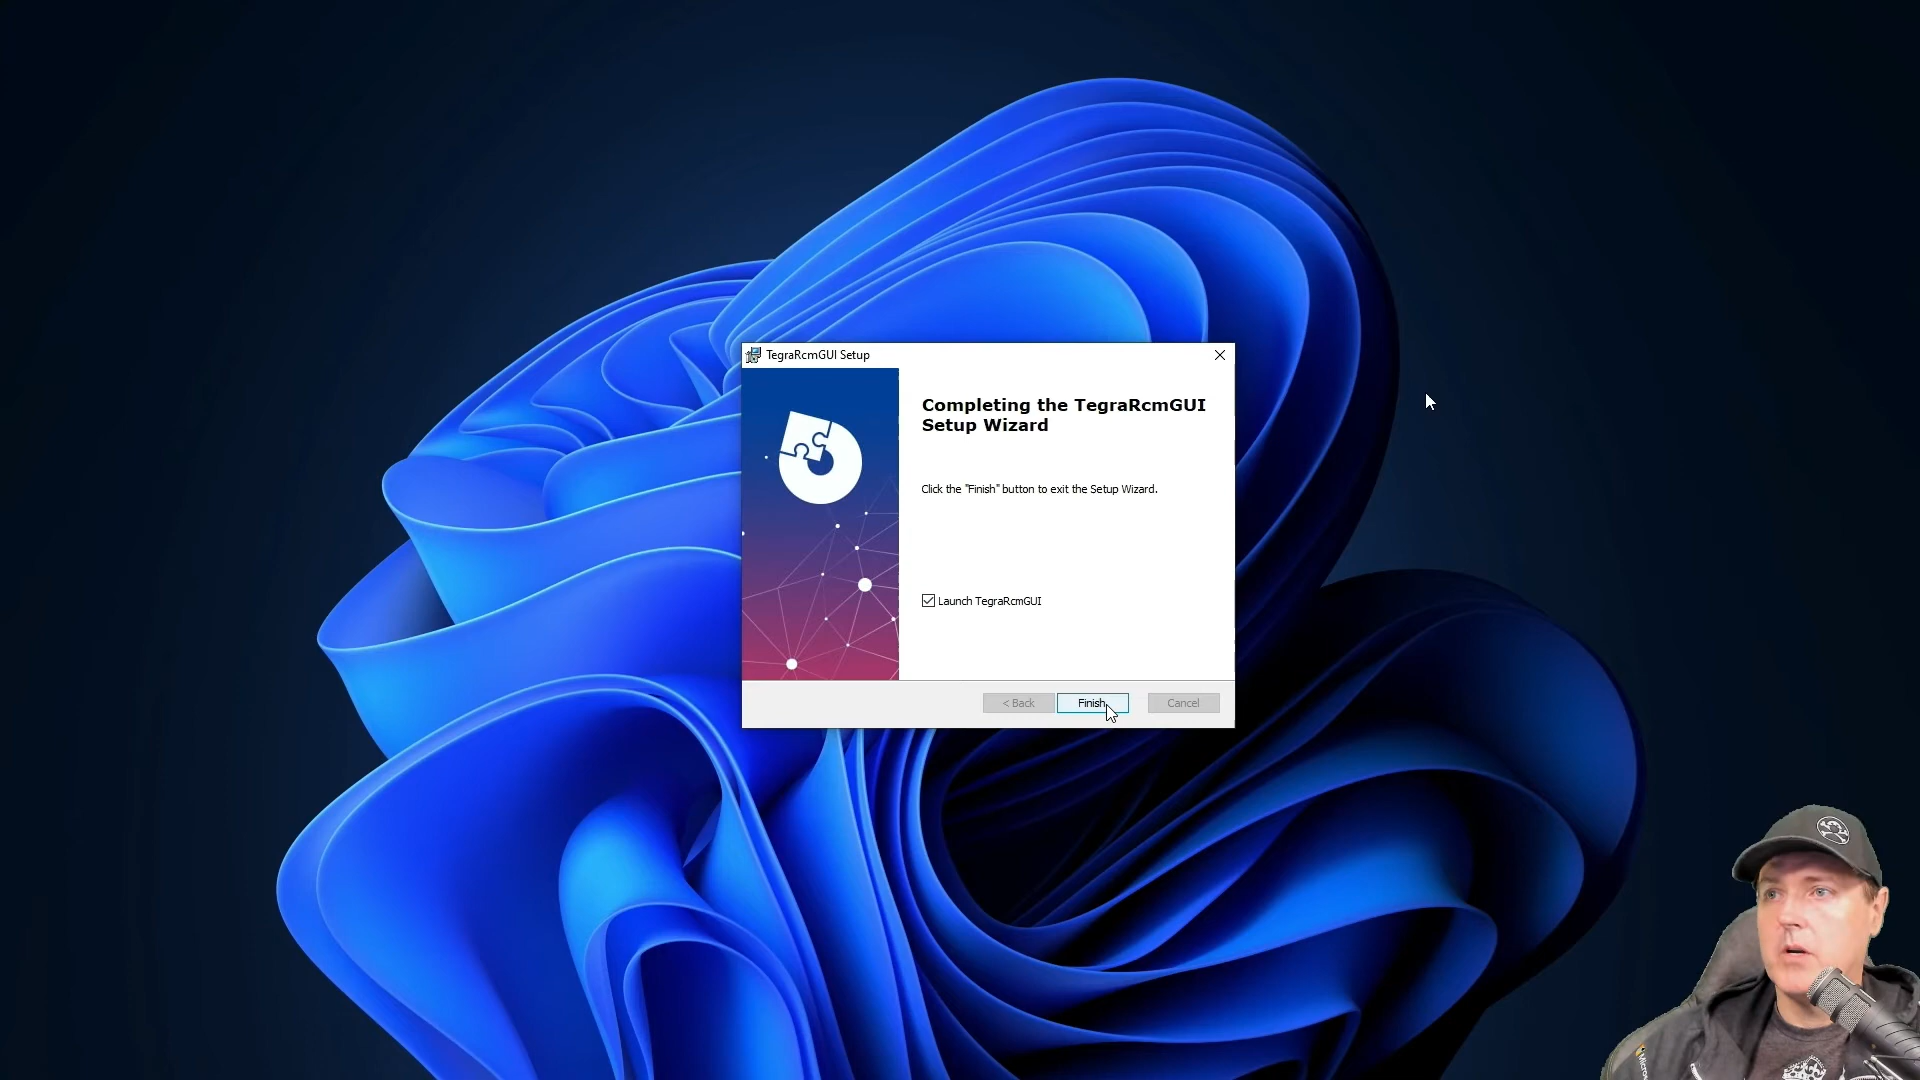 TegraRcmGUI Setup
Completing the TegraRcmGUI
Setup Wizard
Click the "Finish" button to exit the Setup Wizard.
Launch TegraRcmGUI
< Back
Finish
Cancel